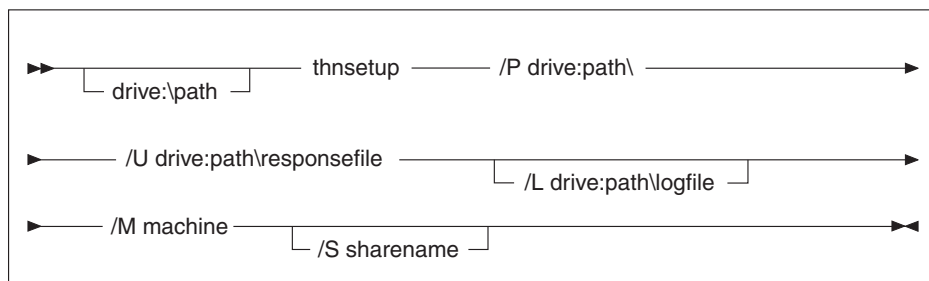 thnsetup /P drive:path\
drive:\path
/U drive:path\responsefile
/L drive:path\logfile
/M machine
/S sharename